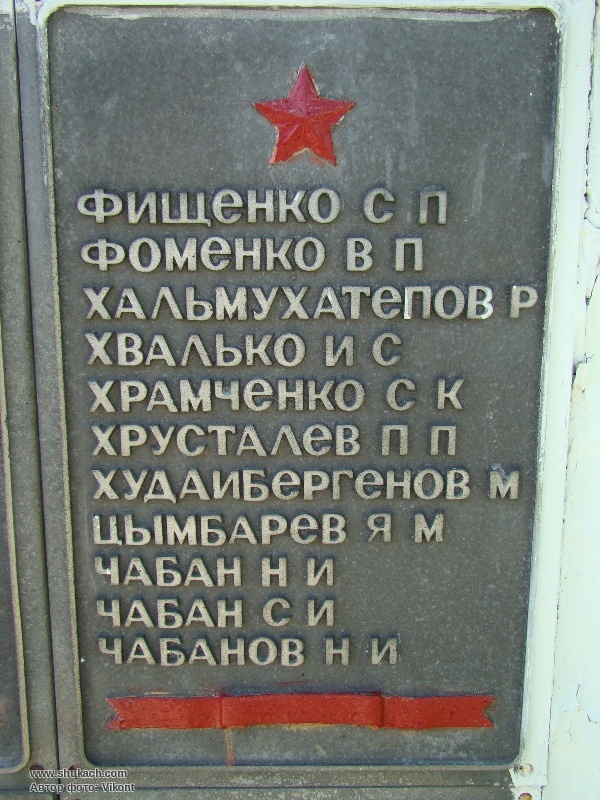 ФИЩЕНКО С П
ФОМЕНКО В П
ХАЛЬМУХАТЕПОВ Р
ХВАЛЬКО И С
ХРАМЧЕНКО С К
ХРУСТАЛЕВ П П
ХУДАИБЕРГЕНОВ М
ЦЫМБАРЕВ Я М
ЧАБАН Н И
ЧАБАН С И
ЧАБАНОВ Н И
www.shukach.com
Автор фото: Vikont